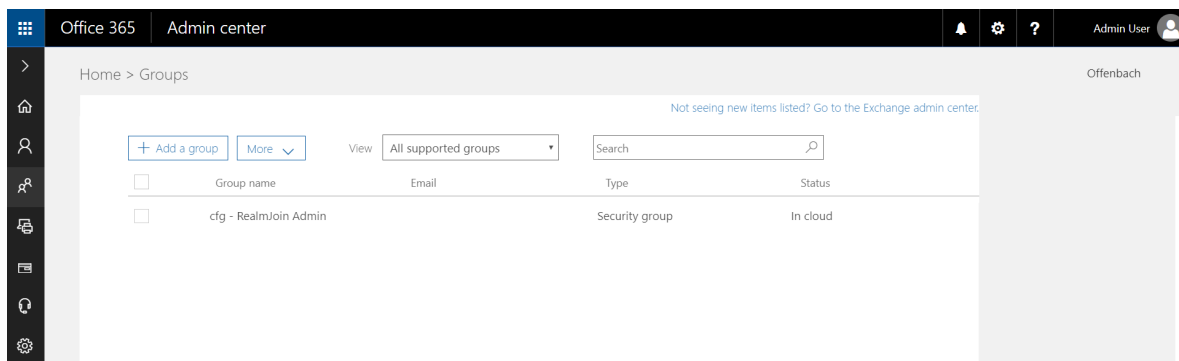 Office 365 Admin center ? Admin User
Home > Groups Offenbach
Not seeing new items listed? Go to the Exchange admin center.
+ Add a group More View All supported groups Search
Group name Email Type Status
cfg - RealmJoin Admin Security group In cloud